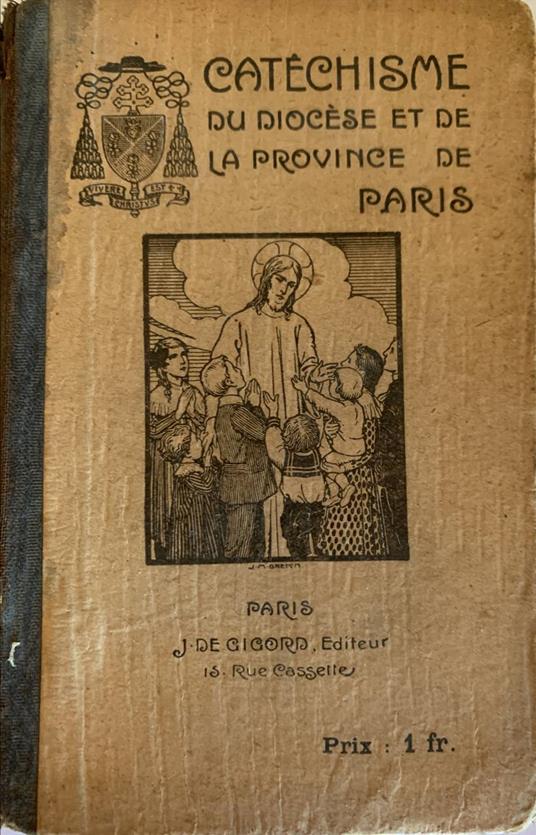 CATÉCHISME
DU DIOCÈSE ET DE
LA PROVINCE DE
PARIS
VIVERE EST
CHRISTUS
PARIS
J. DE GIGORD, Editeur
15. Rue Cassette
Prix : 1 fr.